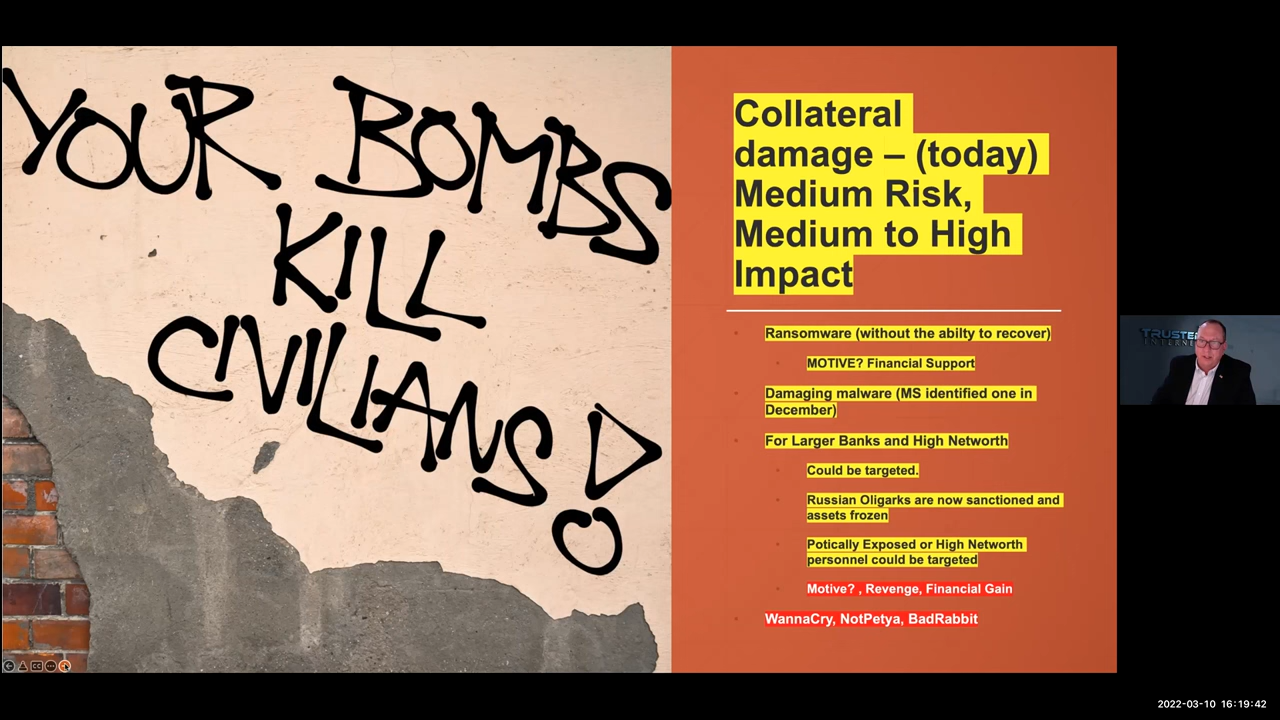 YOUR BOMBS
KILL
CIVILIANS!
Collateral
damage – (today)
Medium Risk,
Medium to High
Impact
Ransomware (without the abilty to recover)
MOTIVE? Financial Support
Damaging malware (MS identified one in
December)
For Larger Banks and High Networth
Could be targeted.
Russian Oligarks are now sanctioned and
assets frozen
Potically Exposed or High Networth
personnel could be targeted
Motive? , Revenge, Financial Gain
WannaCry, NotPetya, BadRabbit
TRUSTED
INTERNET
2022-03-10 16:19:42